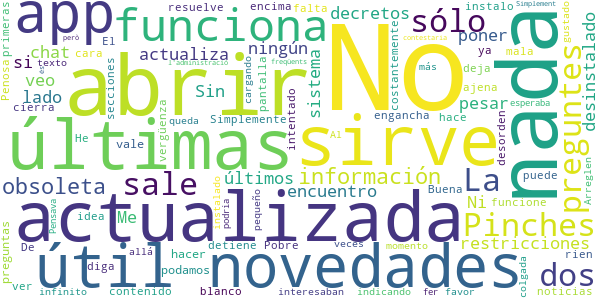 app
resuelve
encima
falta
decretos
sólo
instalo
Simplement
però
primeras
Penosa
funciona
No
nada
gustado
desinstalado
chat
cara
El
actualiza
ningún
poner
ya
mala
contestaria
l'administració
frequents
si
texto
veo
abrir
Sin
sistema
costantemente
preguntes
ajena
deja
cierra
secciones
cargando
pantalla
lado
vergüenza
Simplemente
intentado
engancha
pesar
más
hace
queda
últimas
sirve
Al
desorden
esperaba
Arreglen
He
vale
últimos
información
La
puede
obsoleta
sale
encuentro
Buena
Ni
funcione
idea
Me
instalado
podria
pequeño
Pensava
actualizada
Pinches
preguntas
De
allá
detiene
Pobre
veces
momento
restricciones
rien
diga
hacer
podamos
útil
novedades
dos
colgada
ver
infinito
contenido
blanco
interesaban
indicando
fer
favor
noticias